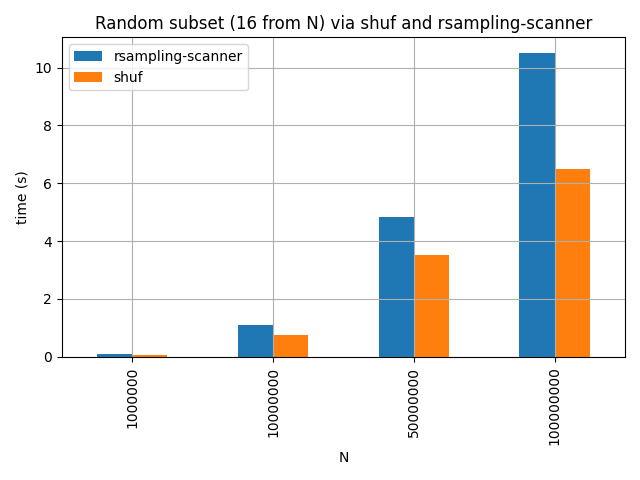 Random subset (16 from N) via shuf and rsampling-scanner
rsampling-scanner
shuf
10
8
6
4
2
0
time (s)
1000000
10000000
50000000
100000000
N